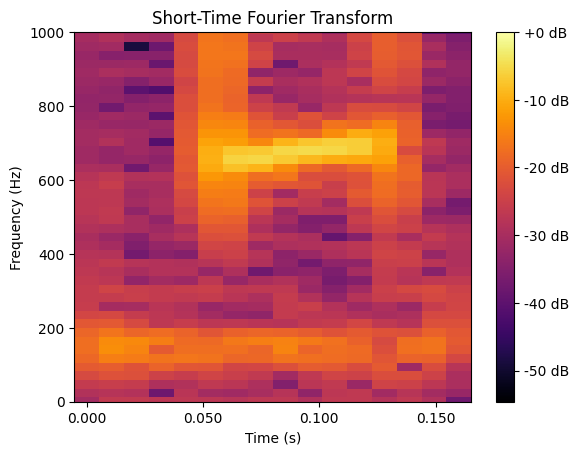 Short-Time Fourier Transform
1000
800
600
400
200
0
Frequency (Hz)
0.000
0.050
0.100
0.150
Time (s)
+0 dB
-10 dB
-20 dB
-30 dB
-40 dB
-50 dB